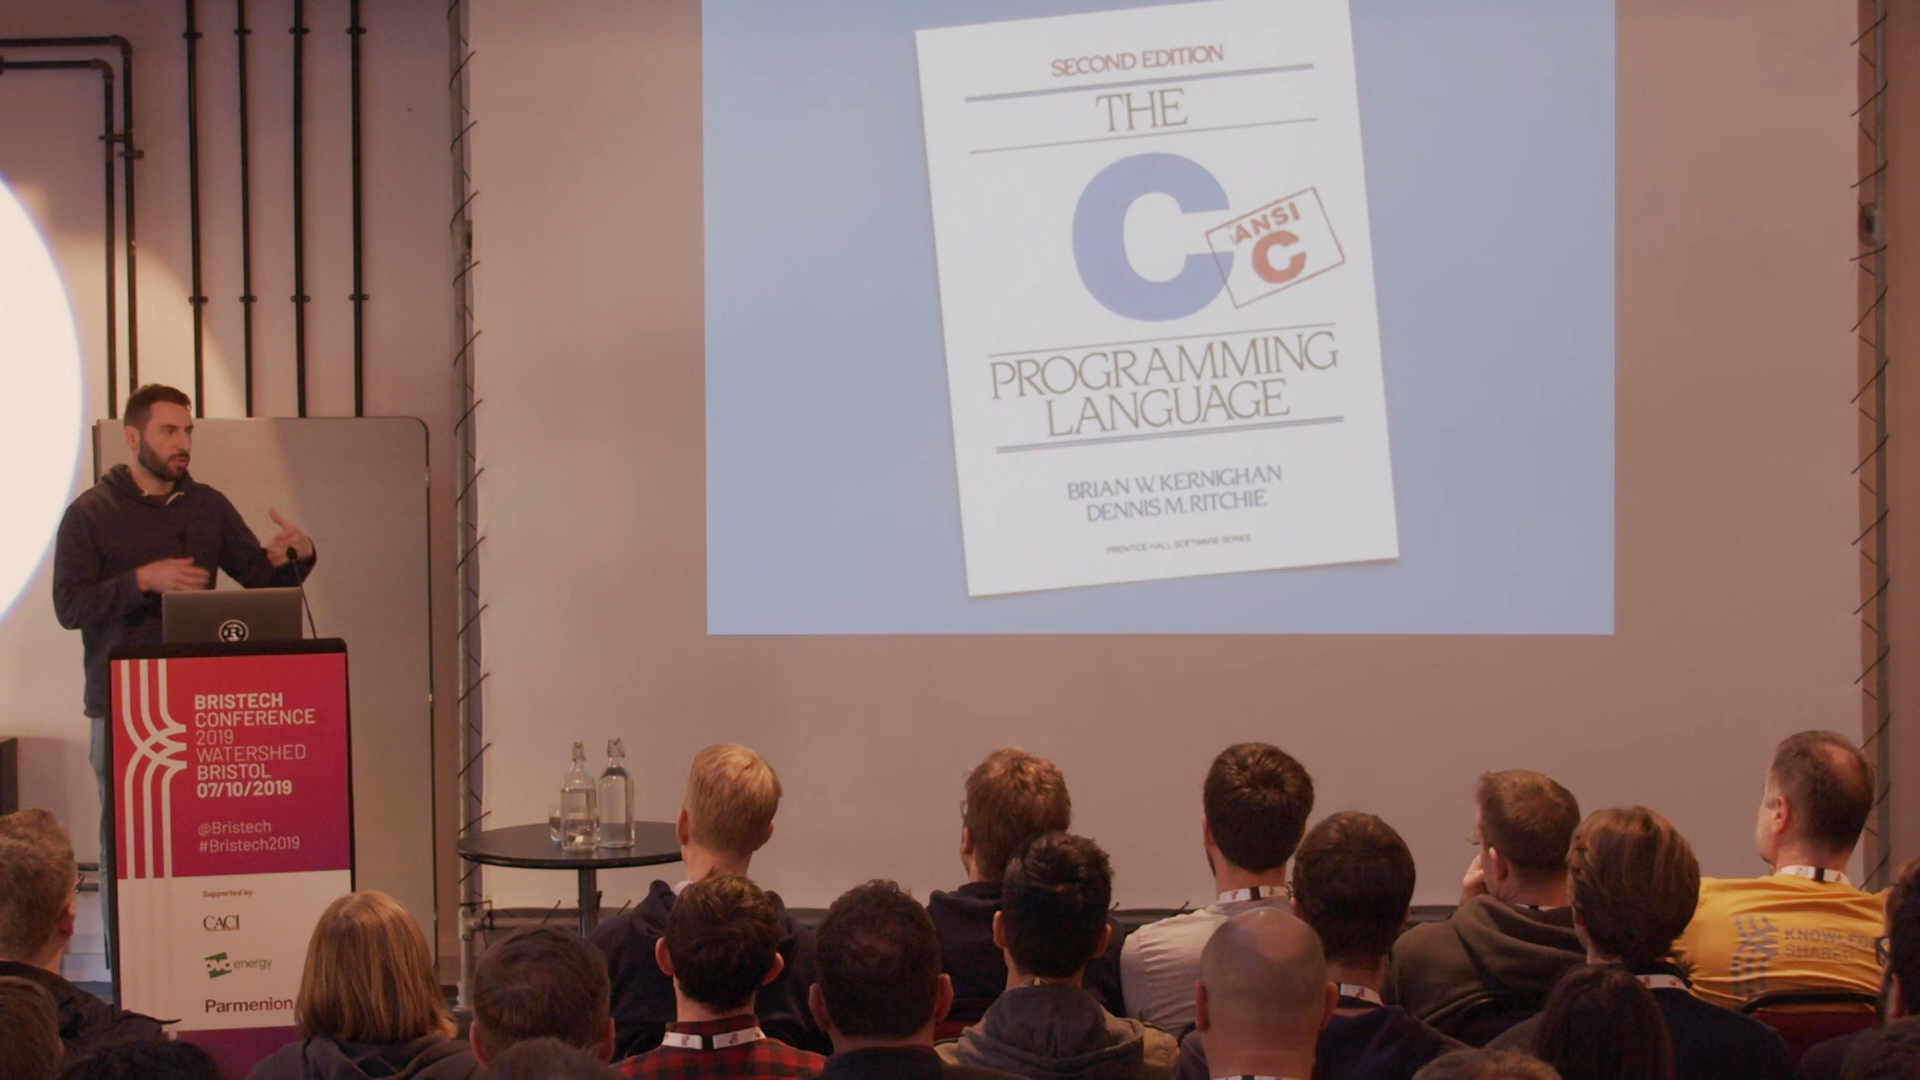 SECOND EDITION
THE
C
ANSI
C
PROGRAMMING
LANGUAGE
BRIAN W. KERNIGHAN
DENNIS M. RITCHIE
PRENTICE HALL SOFTWARE SERIES
R
BRISTECH
CONFERENCE
2019
WATERSHED
BRISTOL
07/10/2019
@Bristech
#Bristech2019
Supported by:
CACI
OVO energy
Parmenion